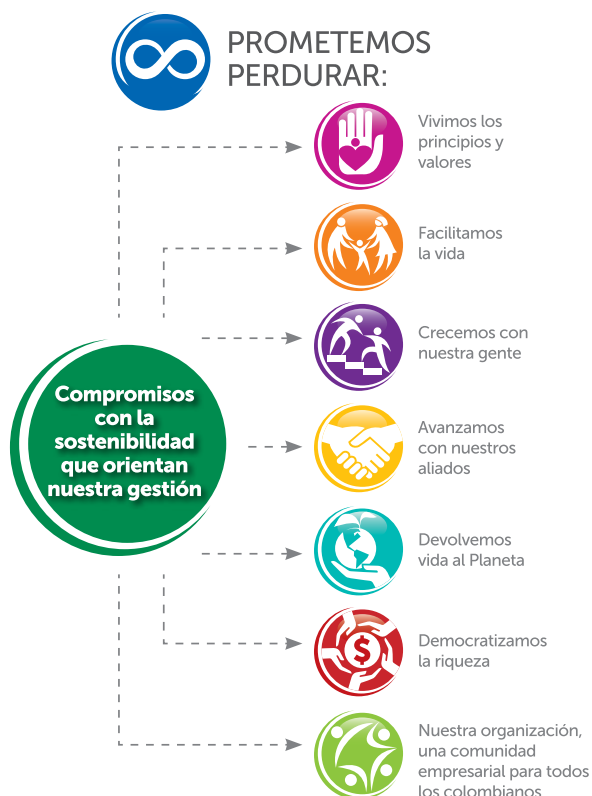 PROMETEMOS
PERDURAR:
Vivimos los
principios y
valores
Facilitamos
la vida
Crecemos con
nuestra gente
Compromisos
con la
sostenibilidad
que orientan
nuestra gestión
Avanzamos
con nuestros
aliados
Devolvemos
vida al Planeta
Democratizamos
la riqueza
$
Nuestra organización,
una comunidad
empresarial para todos
los colombianos